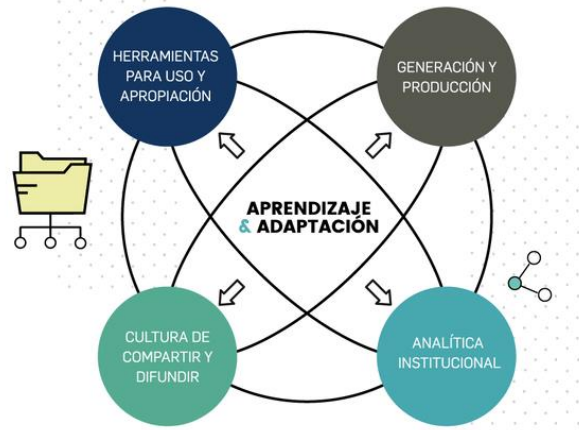 HERRAMIENTAS
PARA USO Y
APROPIACIÓN
GENERACIÓN Y
PRODUCCIÓN
APRENDIZAJE
& ADAPTACIÓN
CULTURA DE
COMPARTIR Y
DIFUNDIR
ANALÍTICA
INSTITUCIONAL